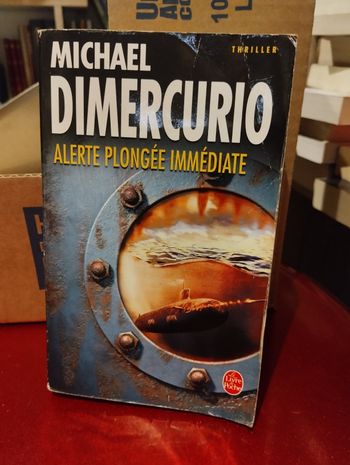 MICHAEL
THRILLER
DIMERCURIO
ALERTE PLONGÉE IMMÉDIATE
Le Livre
de Poche